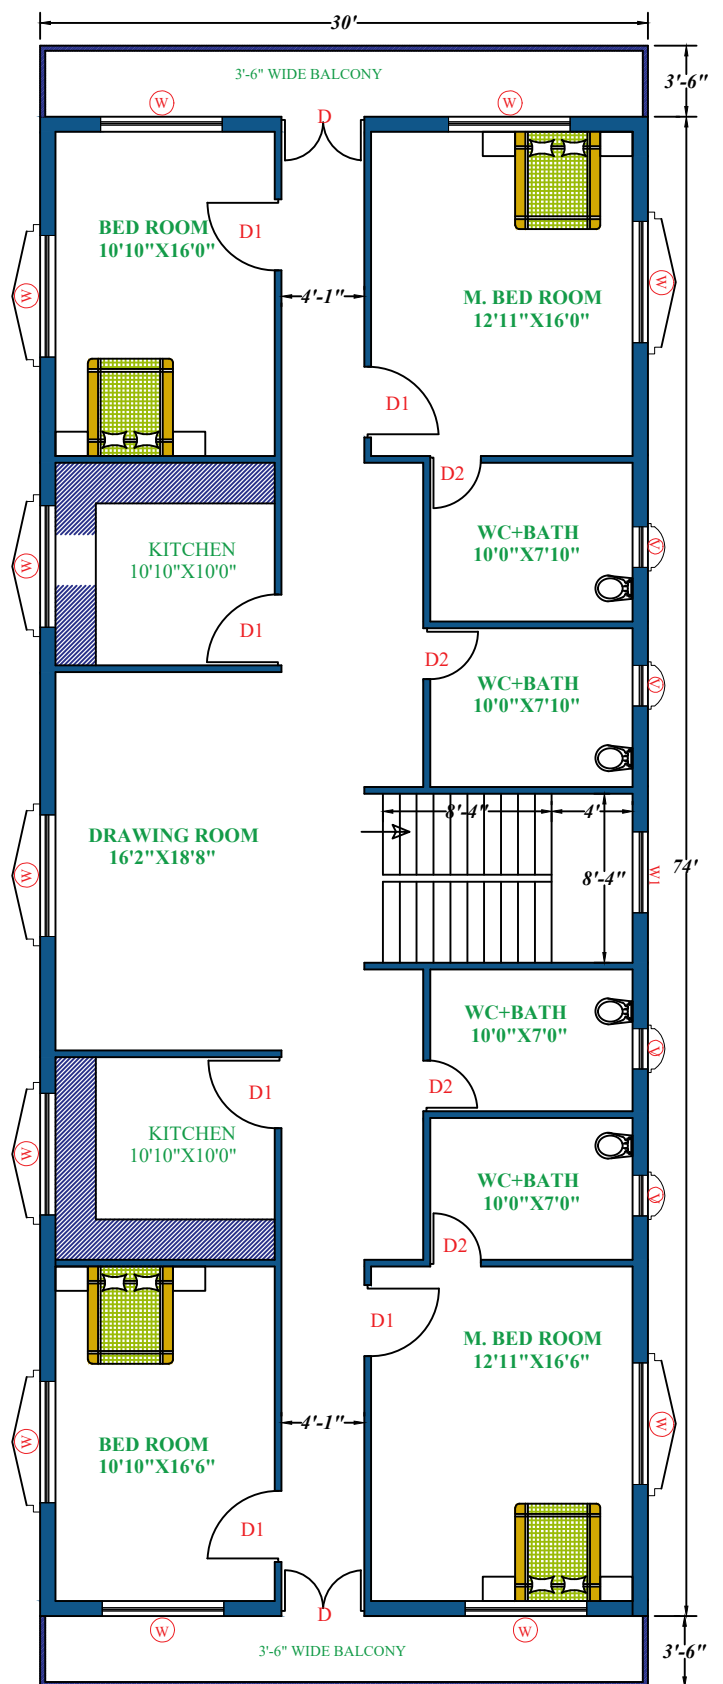 30'
3'-6" WIDE BALCONY
3'-6"
W
W
D
BED ROOM
10'10"X16'0"
D1
W
4'-1"
M. BED ROOM
12'11"X16'0"
W
D1
D2
KITCHEN
10'10"X10'0"
W
D1
WC+BATH
10'0"X7'10"
V
D2
WC+BATH
10'0"X7'10"
V
DRAWING ROOM
16'2"X18'8"
W
8'-4"
4'
8'-4"
W1
74'
WC+BATH
10'0"X7'0"
V
D2
D1
KITCHEN
10'10"X10'0"
W
WC+BATH
10'0"X7'0"
V
D2
D1
M. BED ROOM
12'11"X16'6"
W
4'-1"
BED ROOM
10'10"X16'6"
W
D1
D
W
W
3'-6" WIDE BALCONY
3'-6"